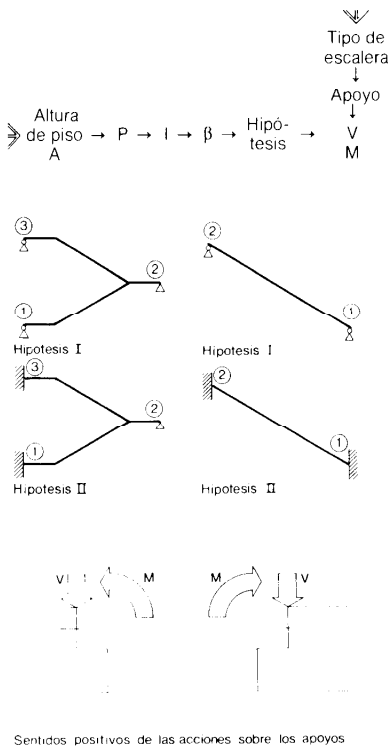 Tipo de
escalera
Apoyo
Altura
de piso → P → I → β → Hipó-
tesis → V
A M
③
②
①
Hipotesis I
②
①
Hipotesis I
③
②
①
Hipotesis II
②
①
Hipotesis II
V M M V
Sentidos positivos de las acciones sobre los apoyos